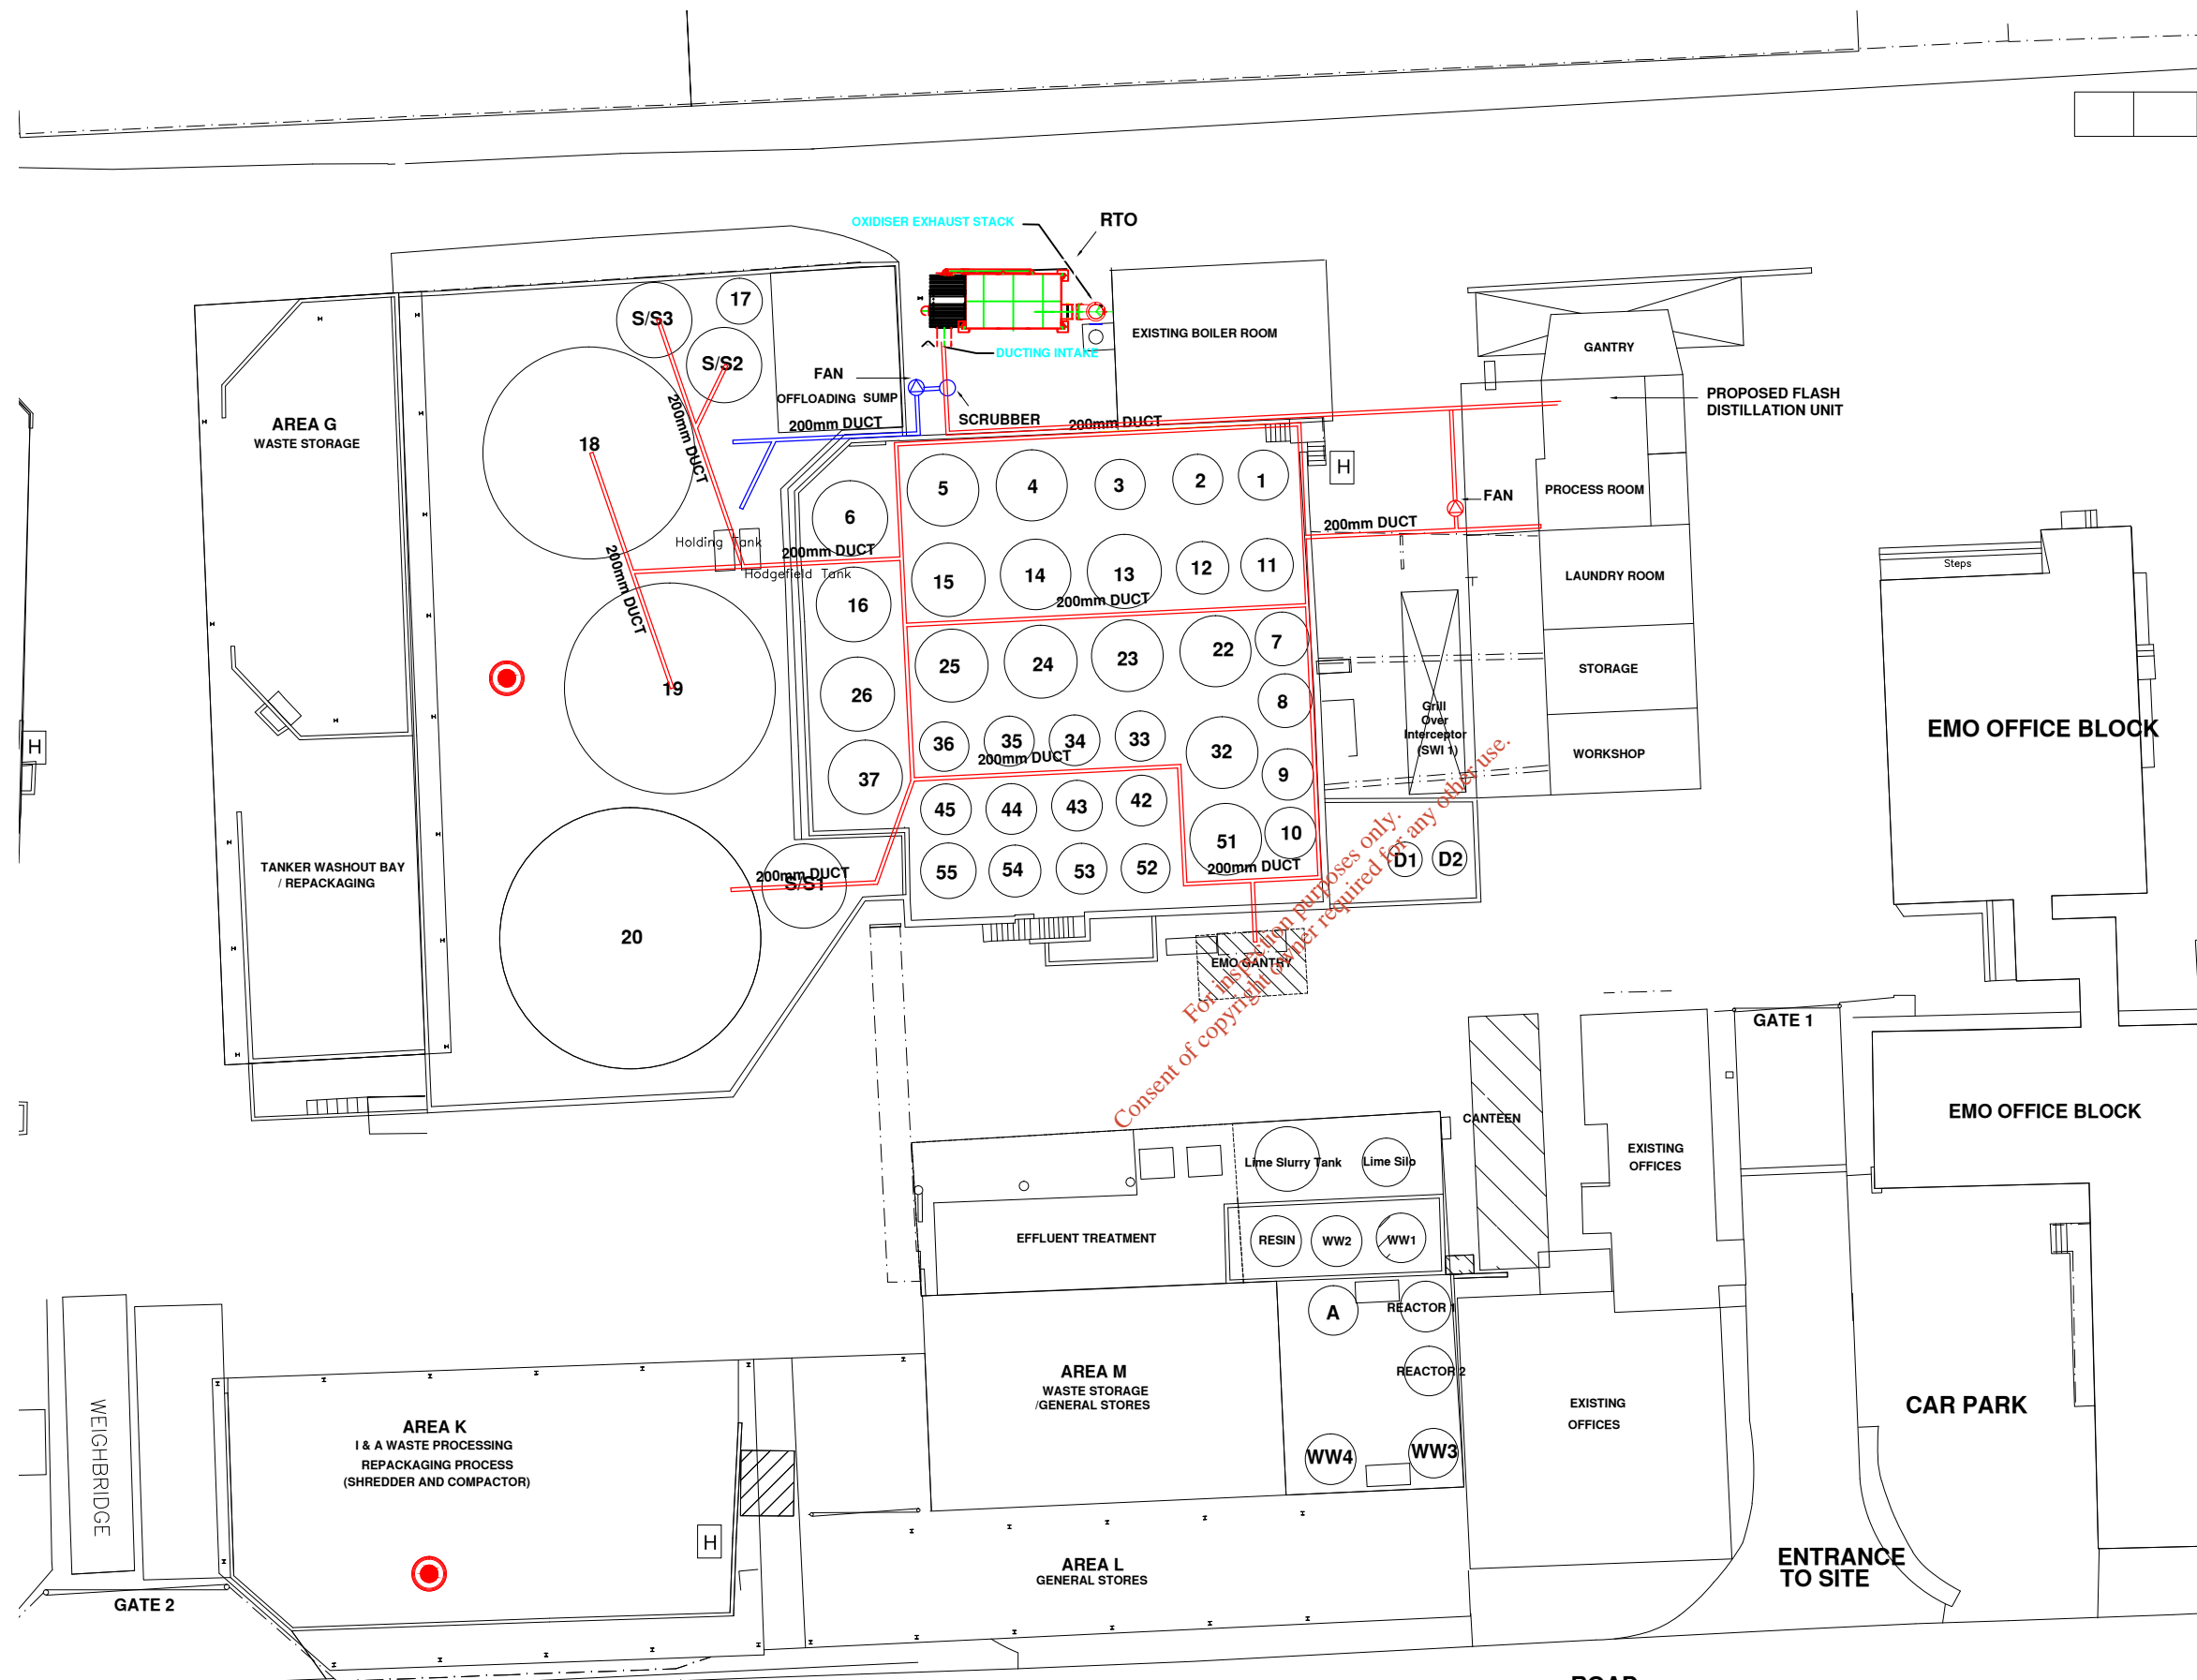 OXIDISER EXHAUST STACK
RTO
S/S3
17
S/S2
EXISTING BOILER ROOM
DUCTING INTAKE
GANTRY
FAN
OFFLOADING SUMP
SCRUBBER
PROPOSED FLASH
DISTILLATION UNIT
AREA G
WASTE STORAGE
200mm DUCT
200mm DUCT
200mm DUCT
18
H
5
4
3
2
1
6
PROCESS ROOM
FAN
200mm DUCT
Holding Tank
200mm DUCT
Hodgefield Tank
200mm DUCT
15
14
13
12
11
16
200mm DUCT
LAUNDRY ROOM
Steps
25
24
23
22
7
STORAGE
19
26
8
Grill
Over
Interceptor
(SWI 1)
EMO OFFICE BLOCK
H
36
35
34
33
32
200mm DUCT
WORKSHOP
37
9
45
44
43
42
51
10
55
54
53
52
200mm DUCT
D1
D2
TANKER WASHOUT BAY
/ REPACKAGING
200mm DUCT
S/S1
20
EMO GANTRY
For inspection purposes only.
Consent of copyright owner required for any other use.
GATE 1
EMO OFFICE BLOCK
CANTEEN
EXISTING
OFFICES
Lime Slurry Tank
Lime Silo
EFFLUENT TREATMENT
RESIN
WW2
WW1
A
REACTOR 1
REACTOR 2
AREA M
WASTE STORAGE
/GENERAL STORES
WW4
WW3
EXISTING
OFFICES
CAR PARK
WEIGHBRIDGE
AREA K
I & A WASTE PROCESSING
REPACKAGING PROCESS
(SHREDDER AND COMPACTOR)
H
AREA L
GENERAL STORES
ENTRANCE
TO SITE
GATE 2
ROAD